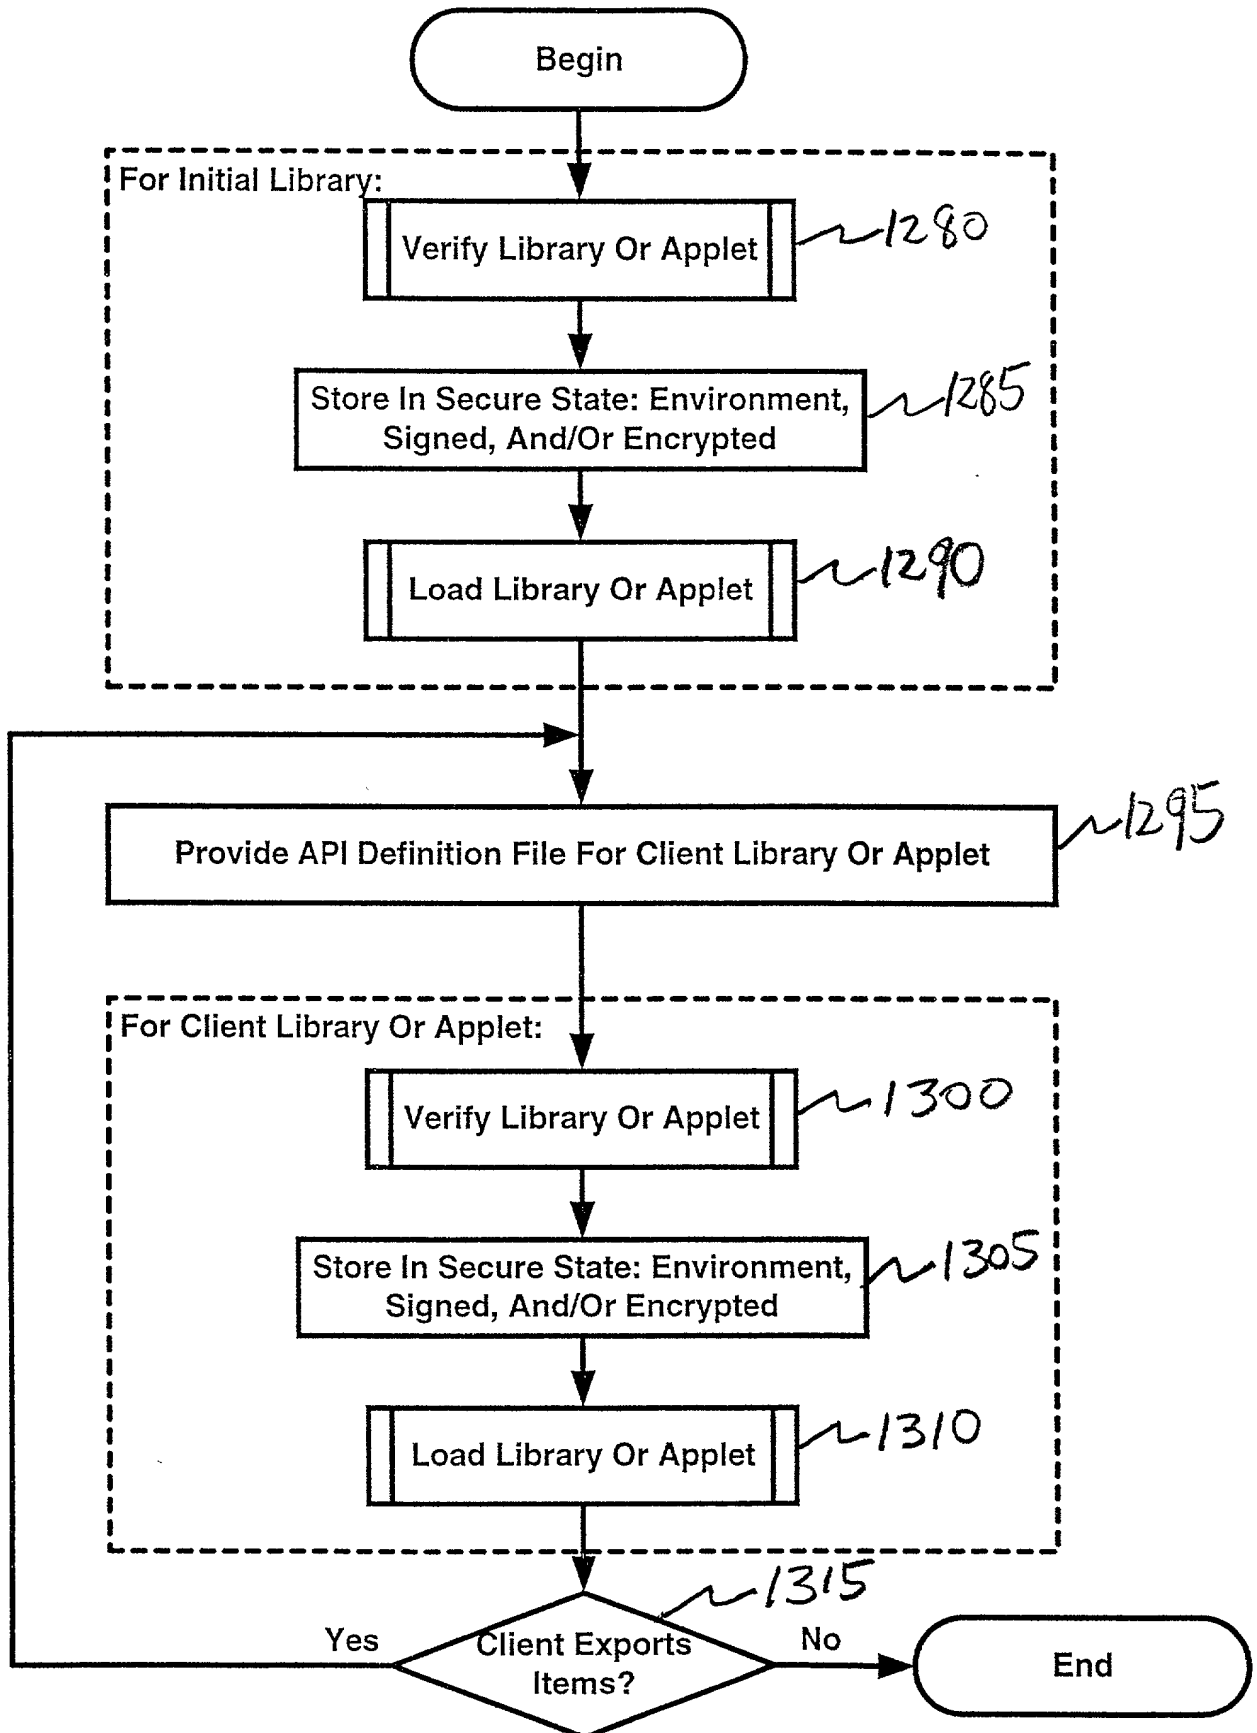 Begin
For Initial Library:
Verify Library Or Applet
1280
Store In Secure State: Environment,
Signed, And/Or Encrypted
1285
Load Library Or Applet
1290
Provide API Definition File For Client Library Or Applet
1295
For Client Library Or Applet:
Verify Library Or Applet
1300
Store In Secure State: Environment,
Signed, And/Or Encrypted
1305
Load Library Or Applet
1310
1315
Yes
Client Exports
Items?
No
End